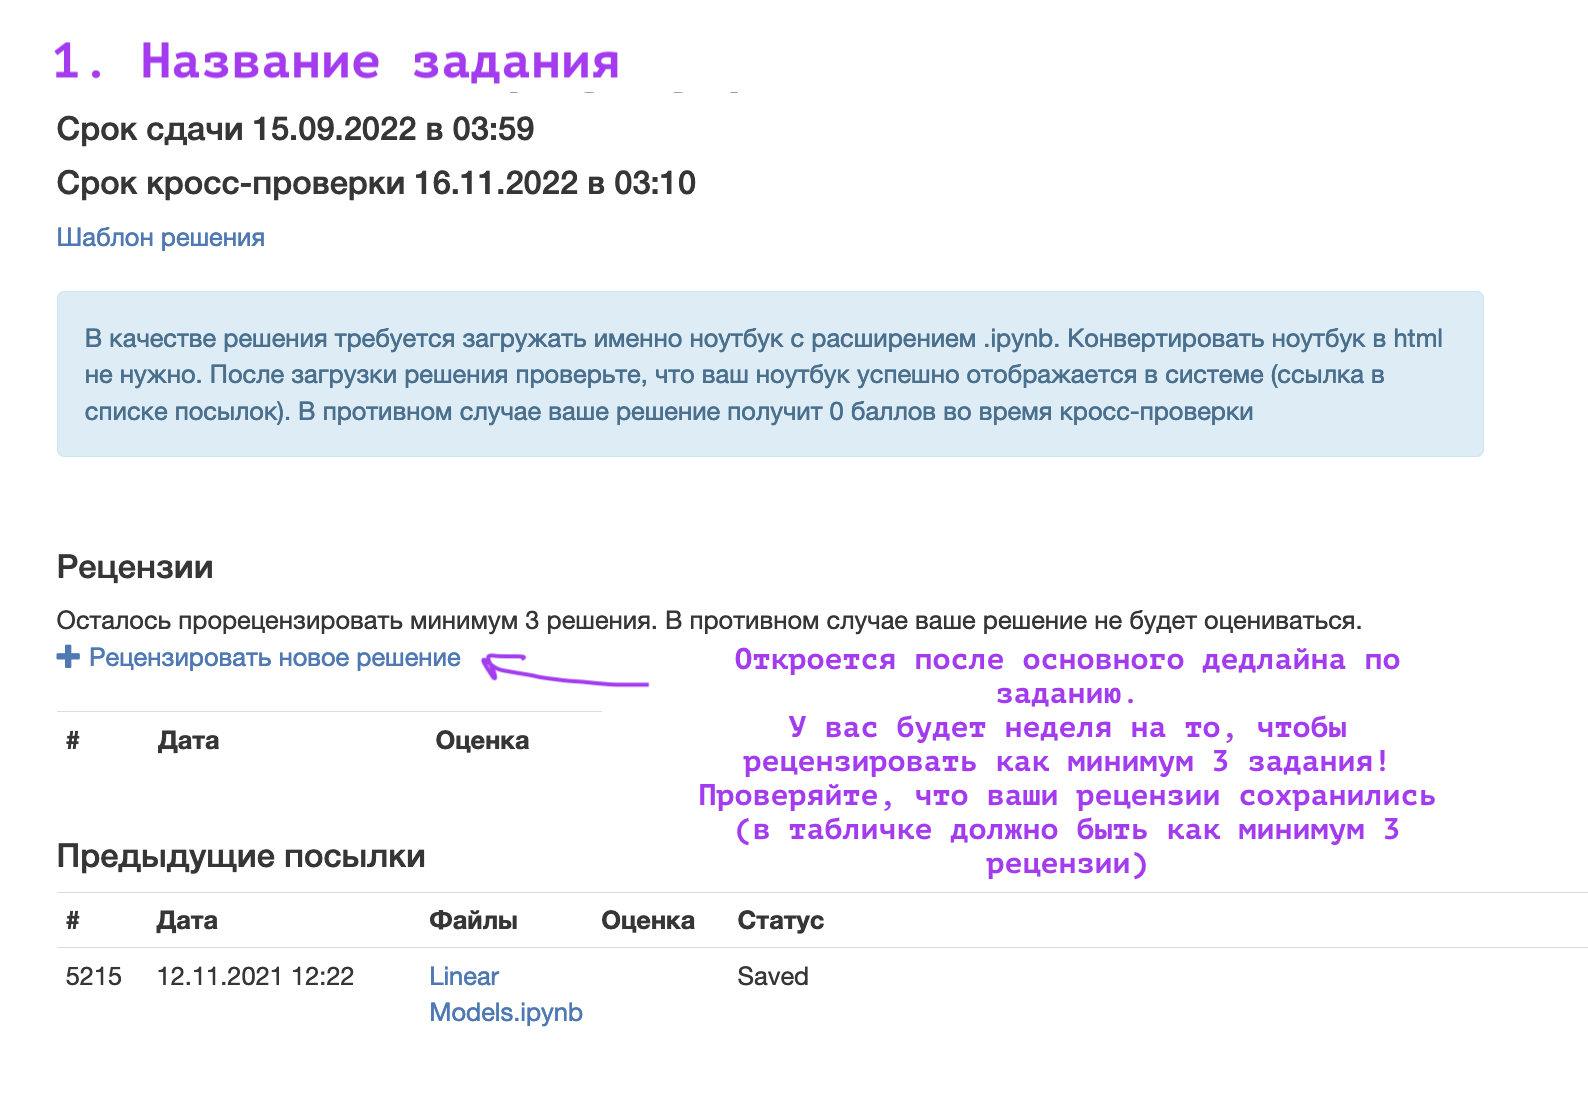 1. Название задания
Срок сдачи 15.09.2022 в 03:59
Срок кросс-проверки 16.11.2022 в 03:10
Шаблон решения
В качестве решения требуется загружать именно ноутбук с расширением .ipynb. Конвертировать ноутбук в html
не нужно. После загрузки решения проверьте, что ваш ноутбук успешно отображается в системе (ссылка в
списке посылок). В противном случае ваше решение получит 0 баллов во время кросс-проверки
Рецензии
Осталось прорецензировать минимум 3 решения. В противном случае ваше решение не будет оцениваться.
Рецензировать новое решение
Откроется после основного дедлайна по
заданию.
У вас будет неделя на то, чтобы
рецензировать как минимум 3 задания!
Проверяйте, что ваши рецензии сохранились
(в табличке должно быть как минимум 3
рецензии)
# Дата Оценка
Предыдущие посылки
# Дата Файлы Оценка Статус
5215 12.11.2021 12:22 Linear Saved
Models.ipynb